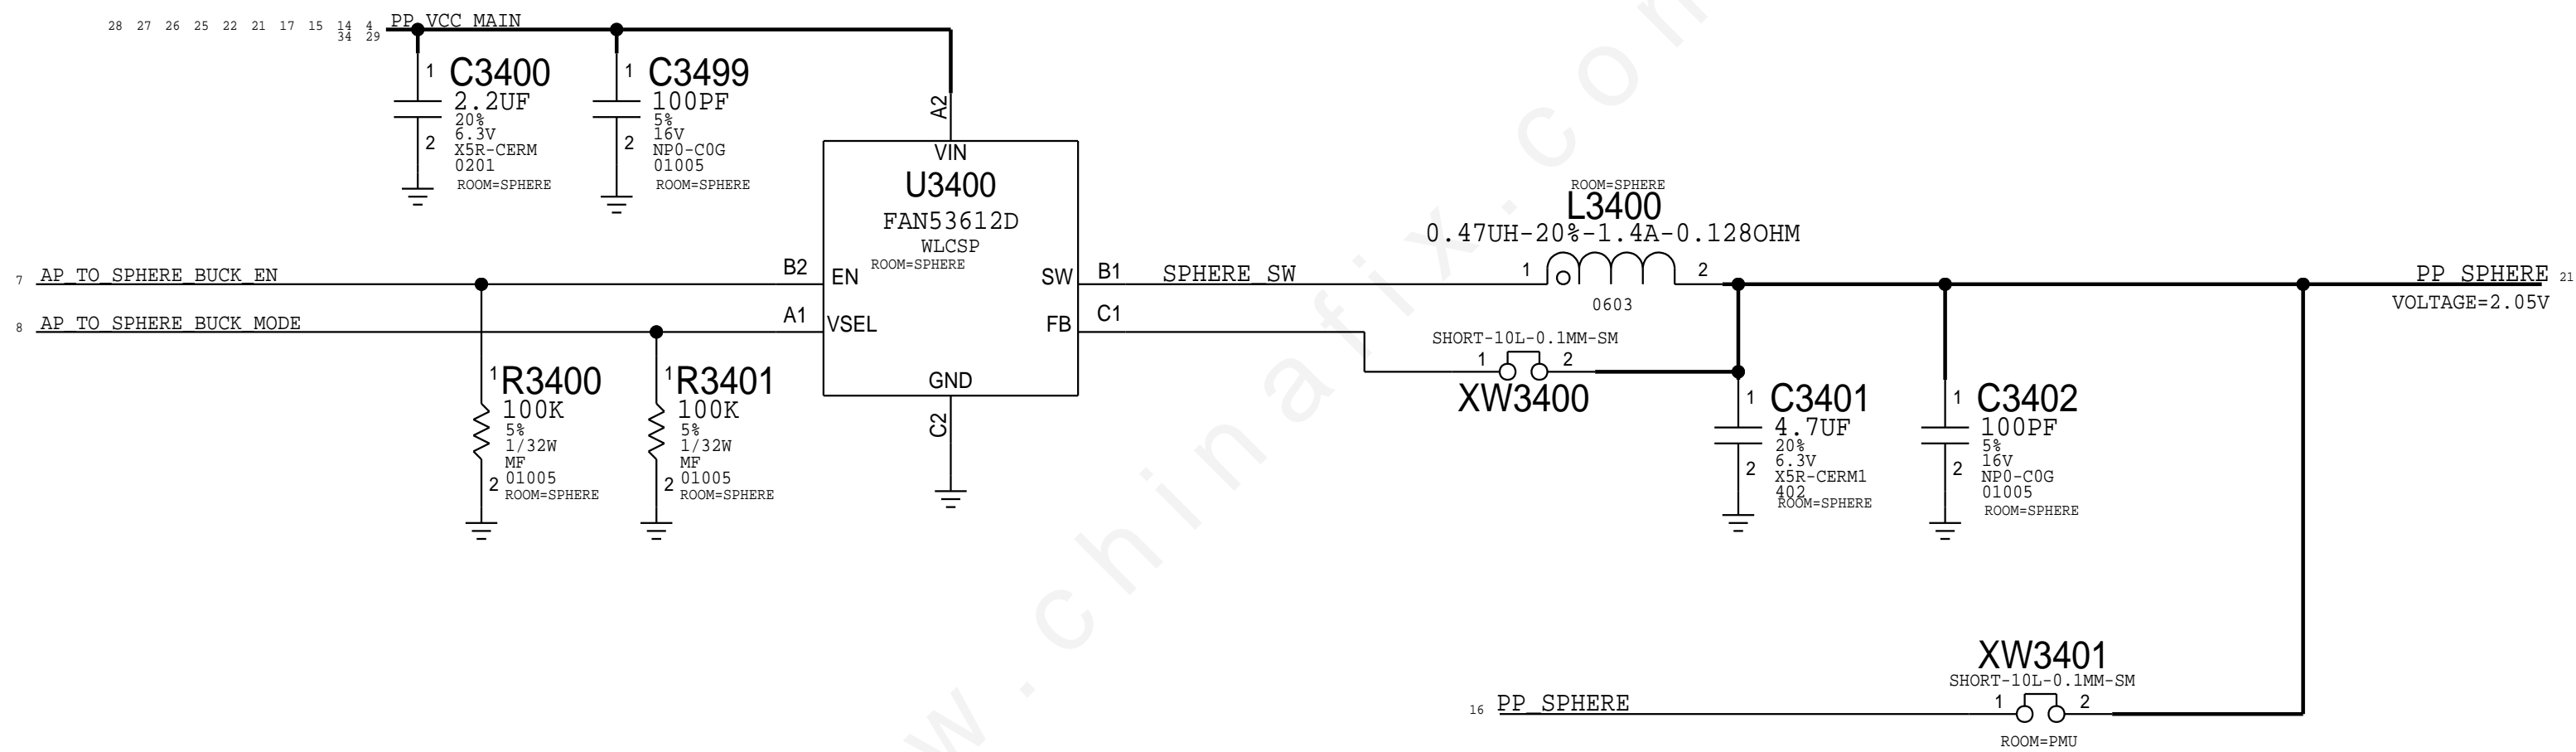 PP_VCC_MAIN
28 27 26 25 22 21 17 15 14 4
34 29
1
C3400
2.2UF
20%
6.3V
2
X5R-CERM
0201
ROOM=SPHERE
1
C3499
100PF
5%
16V
2
NP0-C0G
01005
ROOM=SPHERE
A2
VIN
U3400
FAN53612D
WLCSP
ROOM=SPHERE
7 AP_TO_SPHERE_BUCK_EN
B2
EN
8 AP_TO_SPHERE_BUCK_MODE
A1
VSEL
SW
B1
SPHERE_SW
FB
C1
GND
C2
1
R3400
100K
5%
1/32W
MF
01005
2
ROOM=SPHERE
1
R3401
100K
5%
1/32W
MF
01005
2
ROOM=SPHERE
ROOM=SPHERE
L3400
0.47UH-20%-1.4A-0.128OHM
1
2
0603
SHORT-10L-0.1MM-SM
1
2
XW3400
PP_SPHERE 21
VOLTAGE=2.05V
1
C3401
4.7UF
20%
6.3V
2
X5R-CERM1
402
ROOM=SPHERE
1
C3402
100PF
5%
16V
2
NP0-C0G
01005
ROOM=SPHERE
XW3401
SHORT-10L-0.1MM-SM
16 PP_SPHERE
1
2
ROOM=PMU
w.chinafix.com